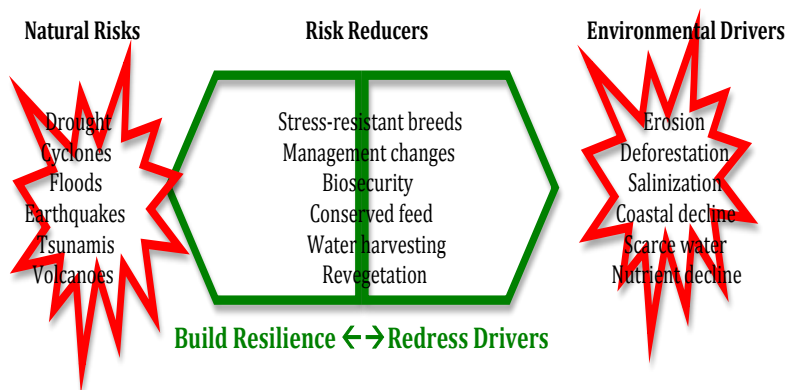 Natural Risks
Drought
Cyclones
Floods
Earthquakes
Tsunamis
Volcanoes
Risk Reducers
Stress-resistant breeds
Management changes
Biosecurity
Conserved feed
Water harvesting
Revegetation
Build Resilience ←→ Redress Drivers
Environmental Drivers
Erosion
Deforestation
Salinization
Coastal decline
Scarce water
Nutrient decline